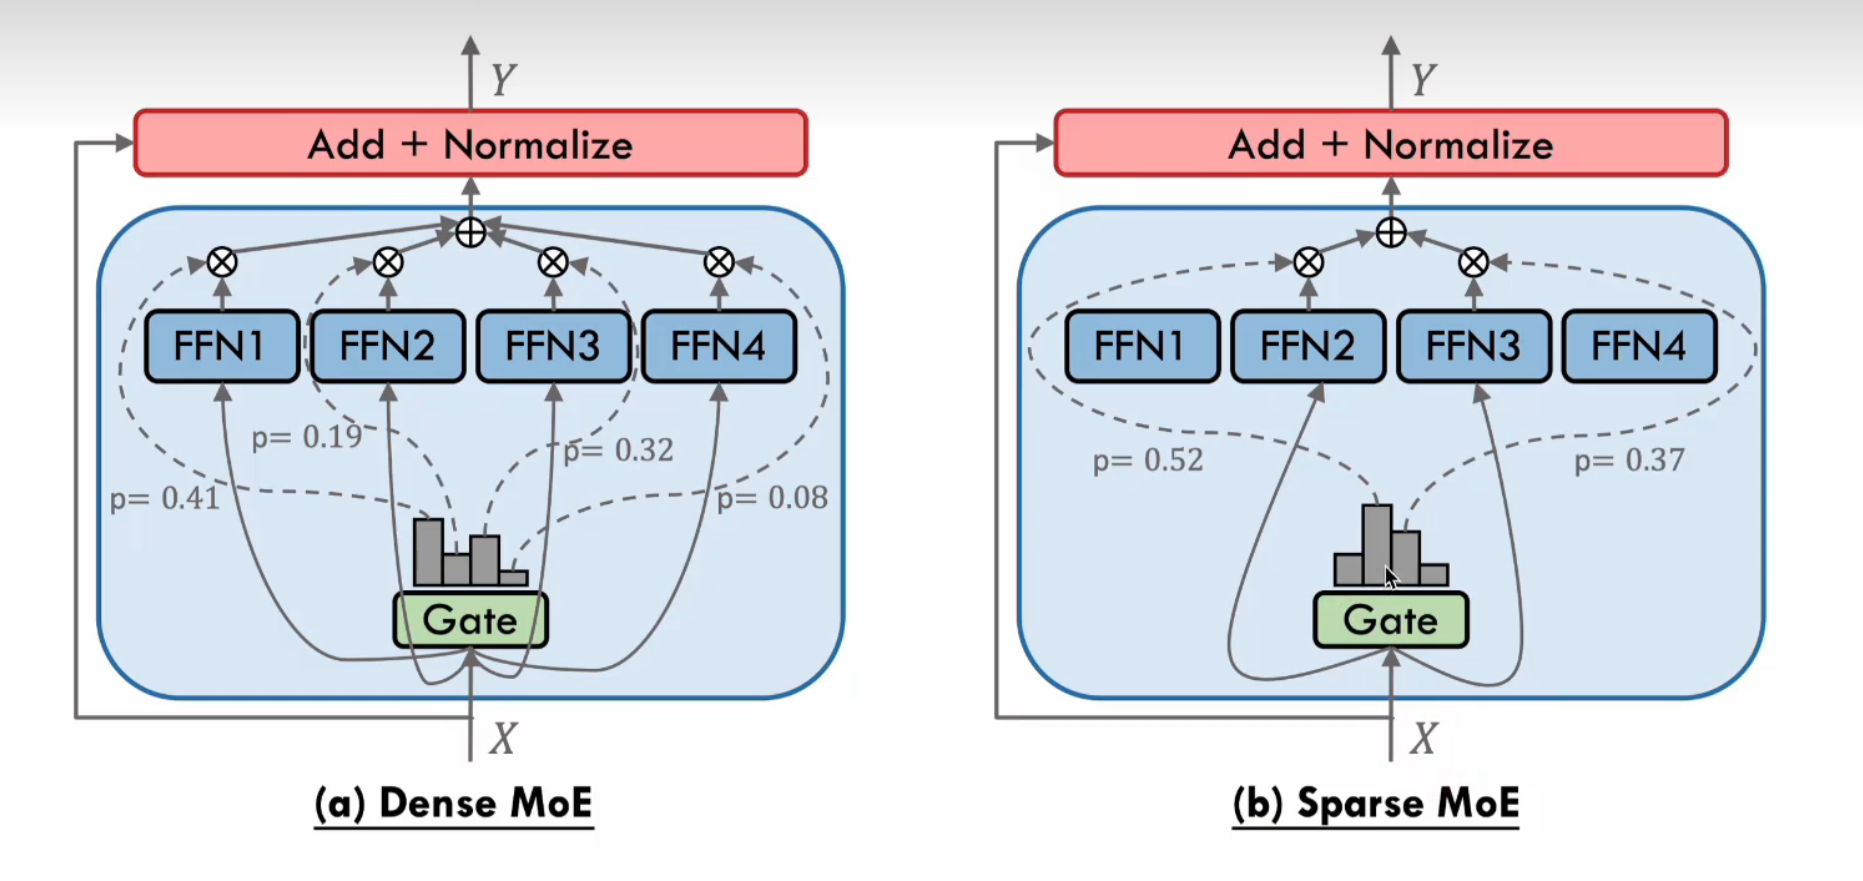 Y
Add + Normalize
FFN1 FFN2 FFN3 FFN4
p= 0.19
p= 0.32
p= 0.41
p= 0.08
Gate
X
(a) Dense MoE
Y
Add + Normalize
FFN1 FFN2 FFN3 FFN4
p= 0.52
p= 0.37
Gate
X
(b) Sparse MoE